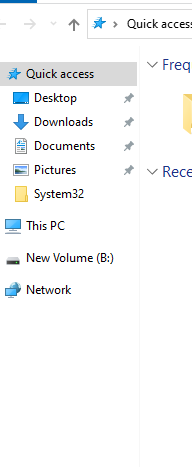 Quick access
Quick access
Desktop
Downloads
Documents
Pictures
System32
This PC
New Volume (B:)
Network
Freq
Rece